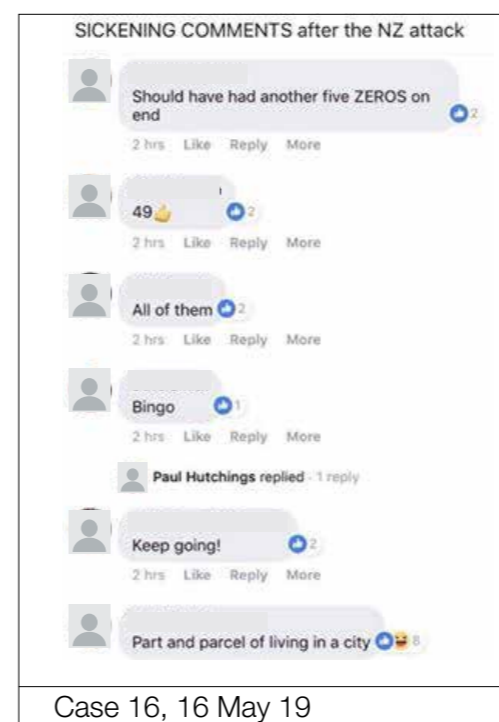 SICKENING COMMENTS after the NZ attack
Should have had another five ZEROS on
end
2
2 hrs Like Reply More
49👍 2
2 hrs Like Reply More
All of them 2
2 hrs Like Reply More
Bingo 1
2 hrs Like Reply More
Paul Hutchings replied · 1 reply
Keep going! 2
2 hrs Like Reply More
Part and parcel of living in a city 8
Case 16, 16 May 19